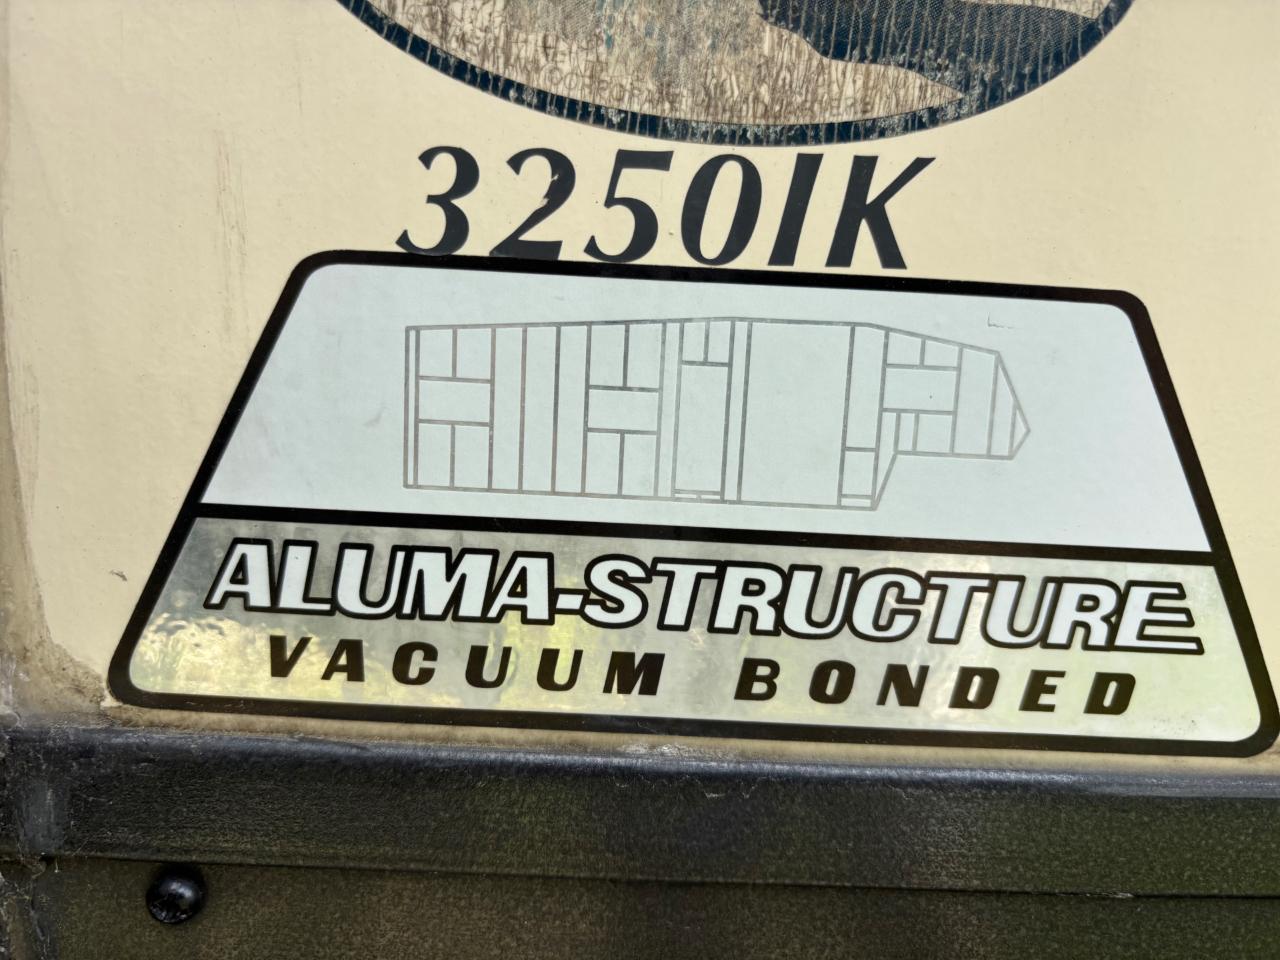 3250IK
ALUMA-STRUCTURE
VACUUM BONDED